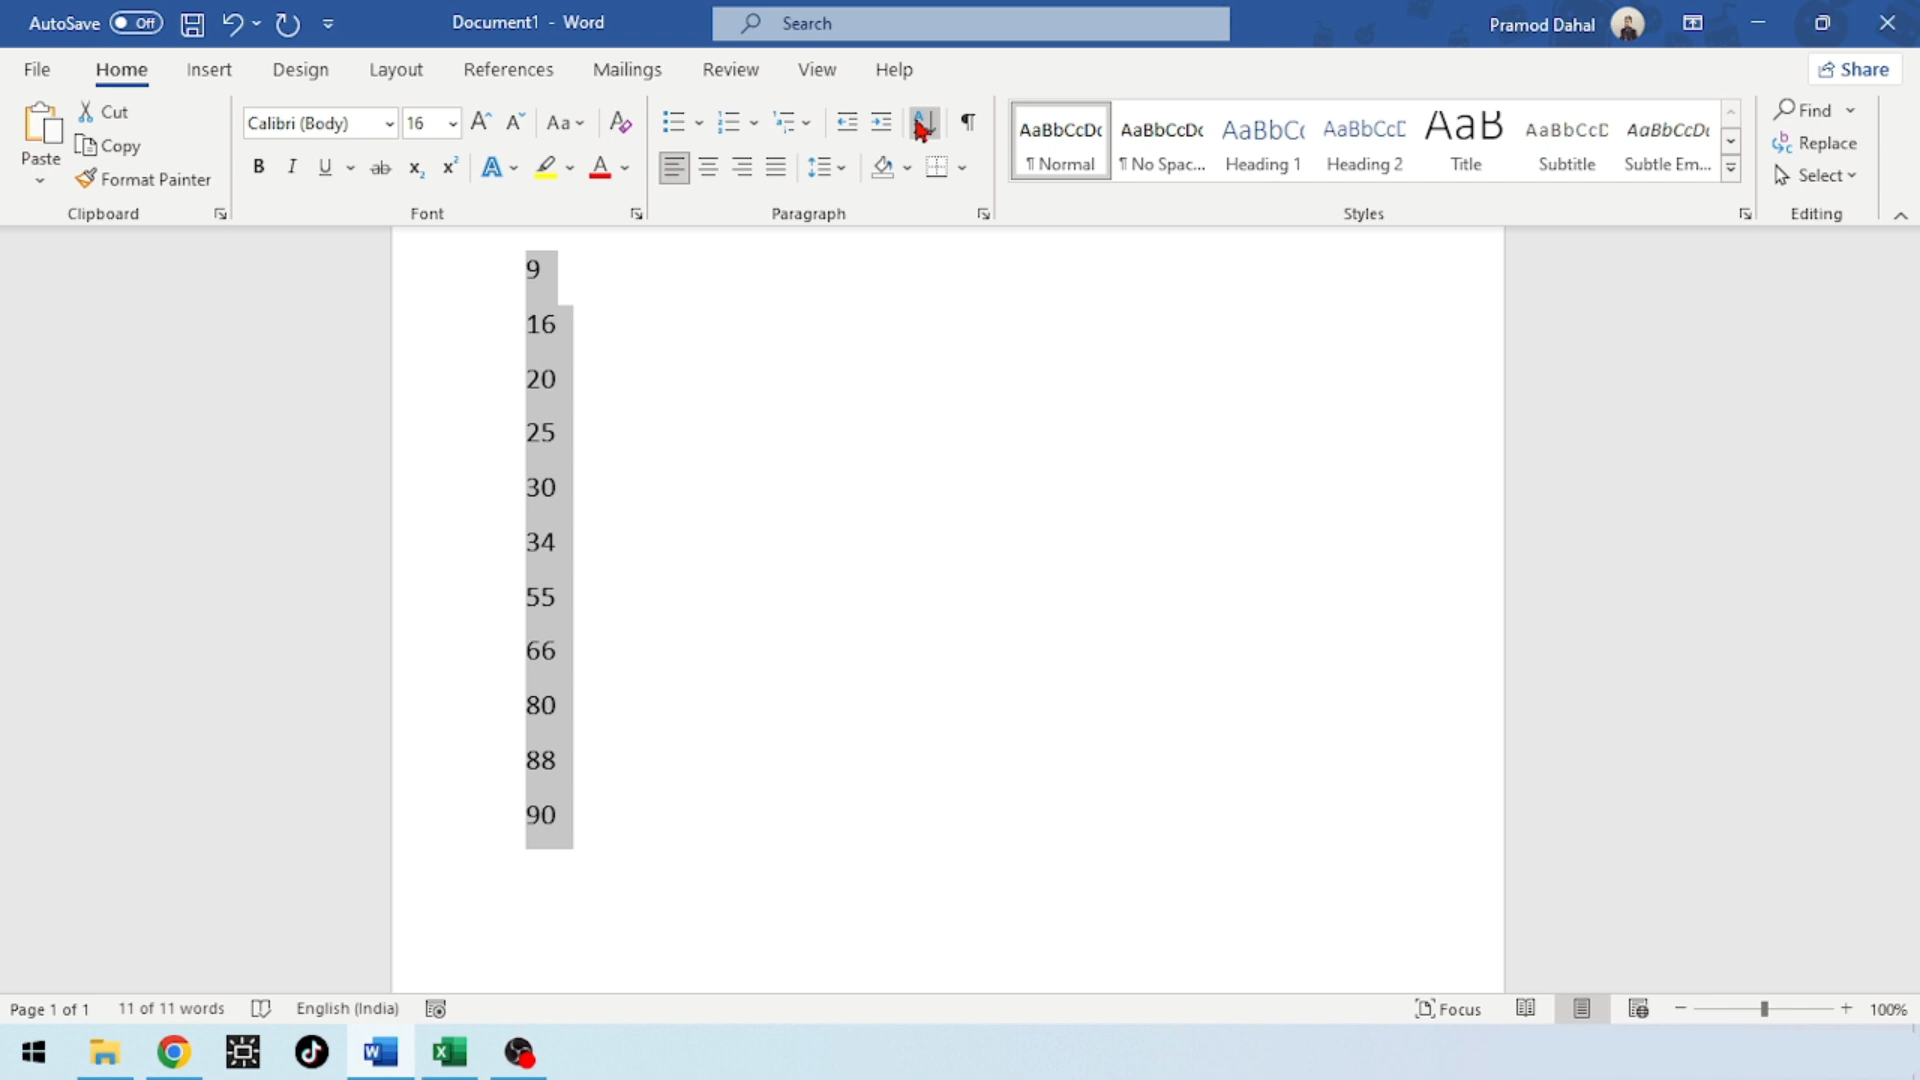 AutoSave Off Document1 - Word Search Pramod Dahal
File Home Insert Design Layout References Mailings Review View Help Share
Paste Cut Copy Format Painter
Clipboard
Calibri (Body) 16 A^ Aˇ Aa A
B I U ab x₂ x² A A
Font
Paragraph
AaBbCcDc AaBbCcDc AaBbC AaBbCcD AaB AaBbCcD AaBbCcDc
¶ Normal ¶ No Spac... Heading 1 Heading 2 Title Subtitle Subtle Em...
Styles
Find
Replace
Select
Editing
9
16
20
25
30
34
55
66
80
88
90
Page 1 of 1 11 of 11 words English (India) Focus 100%